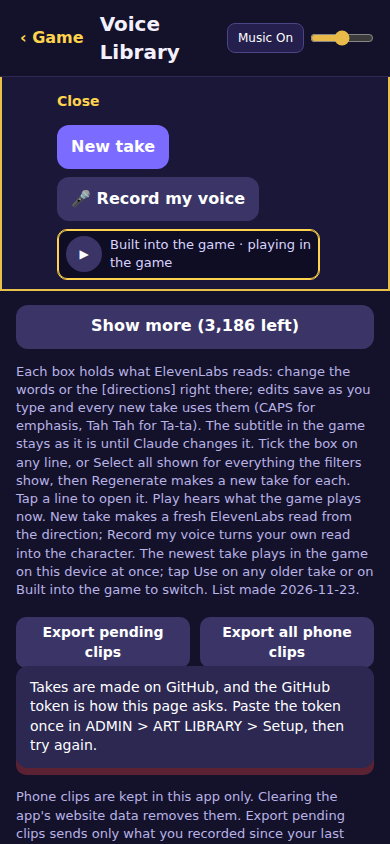 ‹ Game
Voice
Library
Music On
Close
New take
🎤 Record my voice
▶ Built into the game · playing in
the game
Show more (3,186 left)
Each box holds what ElevenLabs reads: change the
words or the [directions] right there; edits save as you
type and every new take uses them (CAPS for
emphasis, Tah Tah for Ta-ta). The subtitle in the game
stays as it is until Claude changes it. Tick the box on
any line, or Select all shown for everything the filters
show, then Regenerate makes a new take for each.
Tap a line to open it. Play hears what the game plays
now. New take makes a fresh ElevenLabs read from
the direction; Record my voice turns your own read
into the character. The newest take plays in the game
on this device at once; tap Use on any older take or on
Built into the game to switch. List made 2026-11-23.
Export pending
clips
Export all phone
clips
Takes are made on GitHub, and the GitHub
token is how this page asks. Paste the token
once in ADMIN > ART LIBRARY > Setup, then
try again.
Phone clips are kept in this app only. Clearing the
app's website data removes them. Export pending
clips sends only what you recorded since your last